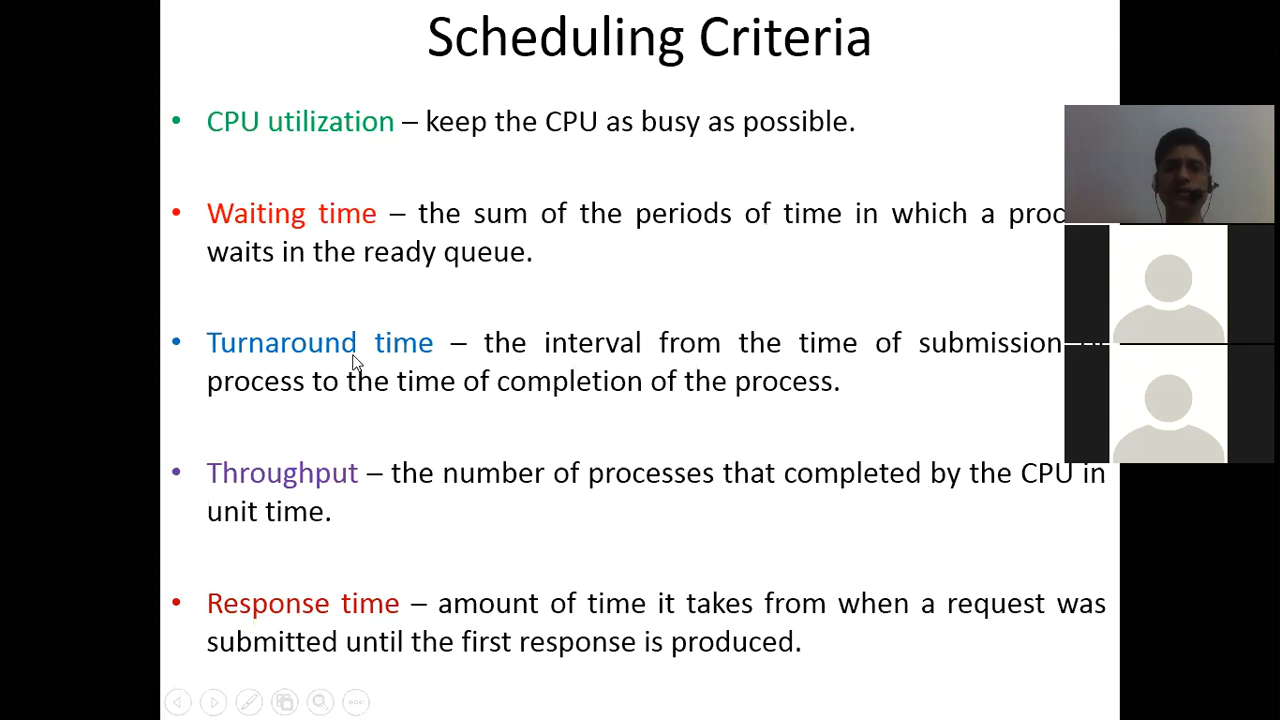 Scheduling Criteria
• CPU utilization – keep the CPU as busy as possible.
• Waiting time – the sum of the periods of time in which a
waits in the ready queue.
• Turnaround time – the interval from the time of submission
process to the time of completion of the process.
• Throughput – the number of processes that completed by the CPU in
unit time.
• Response time – amount of time it takes from when a request was
submitted until the first response is produced.